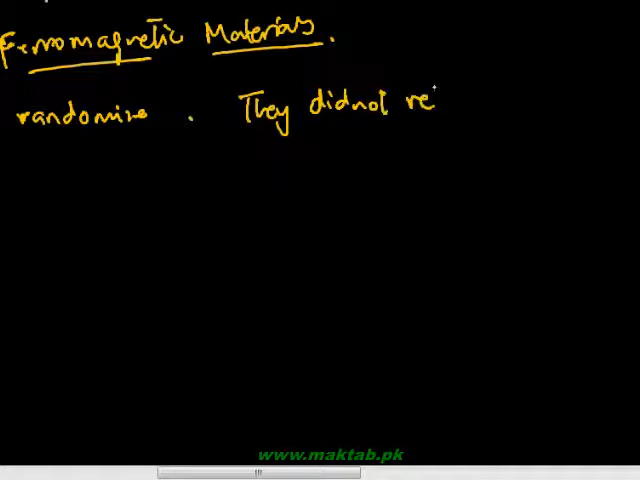 Ferromagnetic Materials.
randomize . They didnot re
www.maktab.pk